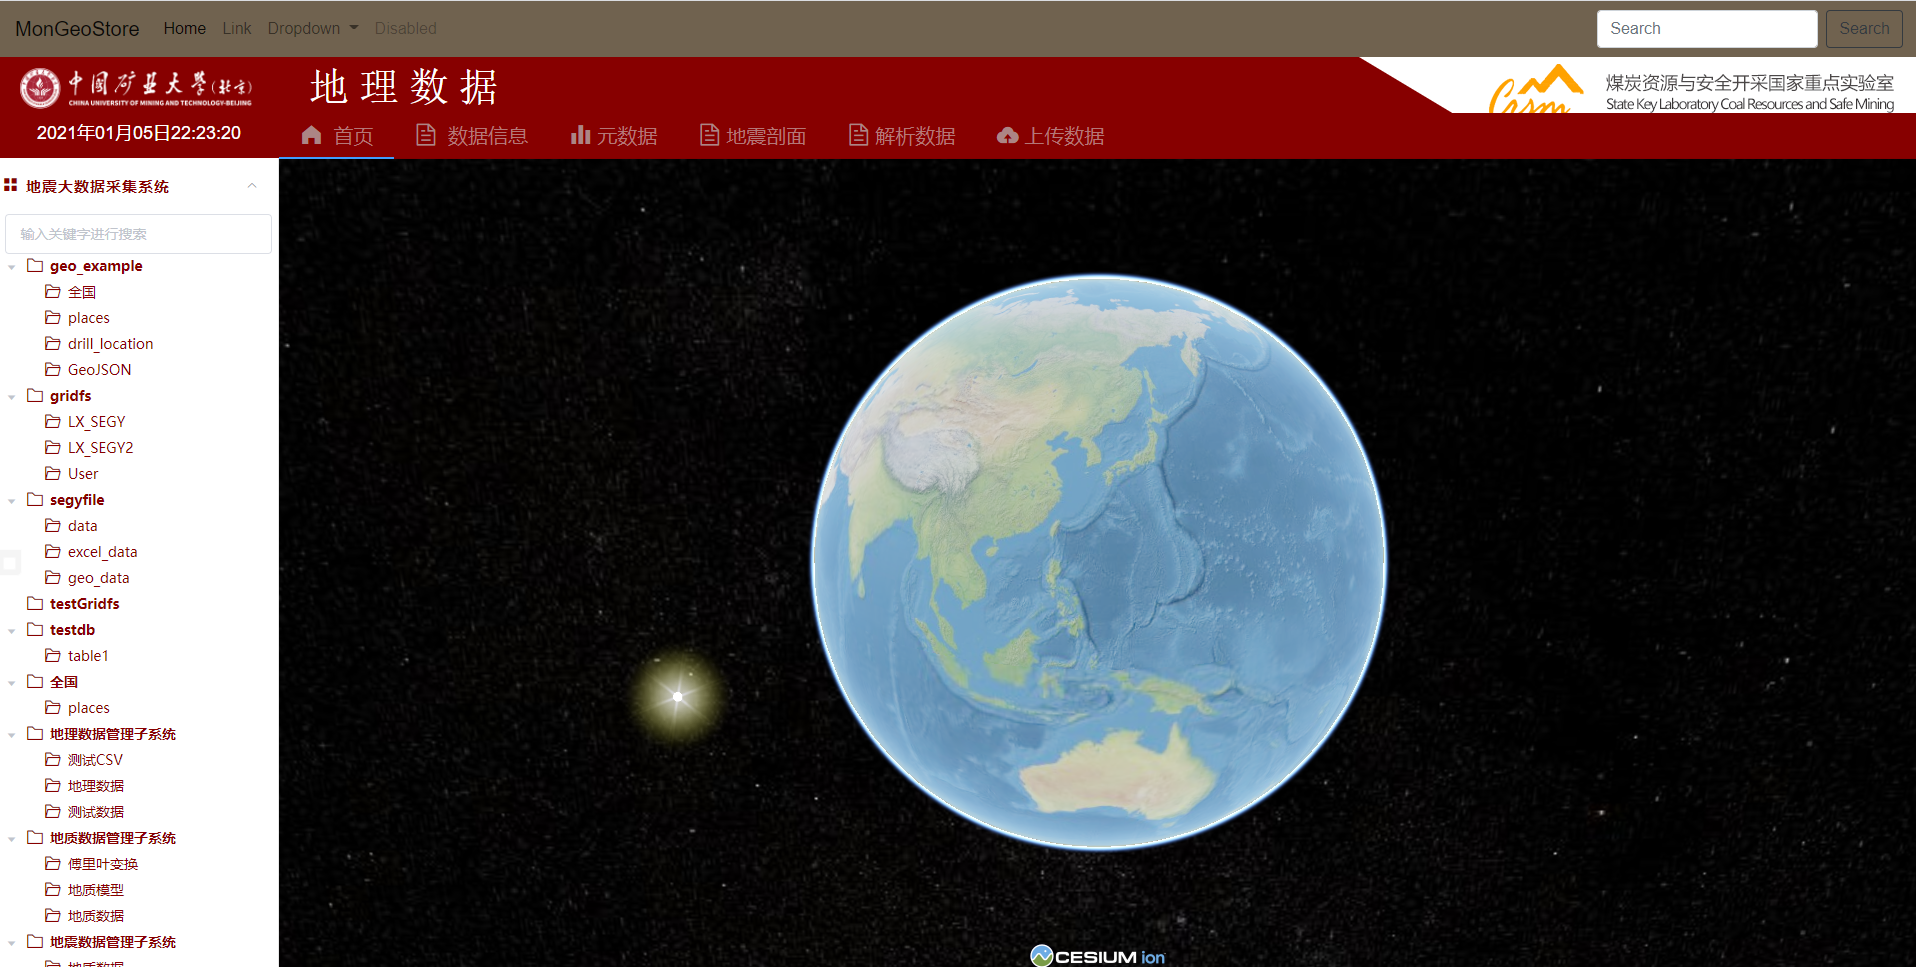 MonGeoStore Home Link Dropdown Disabled Search Search
中国矿业大学(北京)
CHINA UNIVERSITY OF MINING AND TECHNOLOGY-BEIJING
2021年01月05日22:23:20
地理数据
Cersm
煤炭资源与安全开采国家重点实验室
State Key Laboratory Coal Resources and Safe Mining
首页 数据信息 元数据 地震剖面 解析数据 上传数据
地震大数据采集系统
输入关键字进行搜索
geo_example
全国
places
drill_location
GeoJSON
gridfs
LX_SEGY
LX_SEGY2
User
segyfile
data
excel_data
geo_data
testGridfs
testdb
table1
全国
places
地理数据管理子系统
测试CSV
地理数据
测试数据
地质数据管理子系统
傅里叶变换
地质模型
地质数据
地震数据管理子系统
地质数据
CESIUM ion